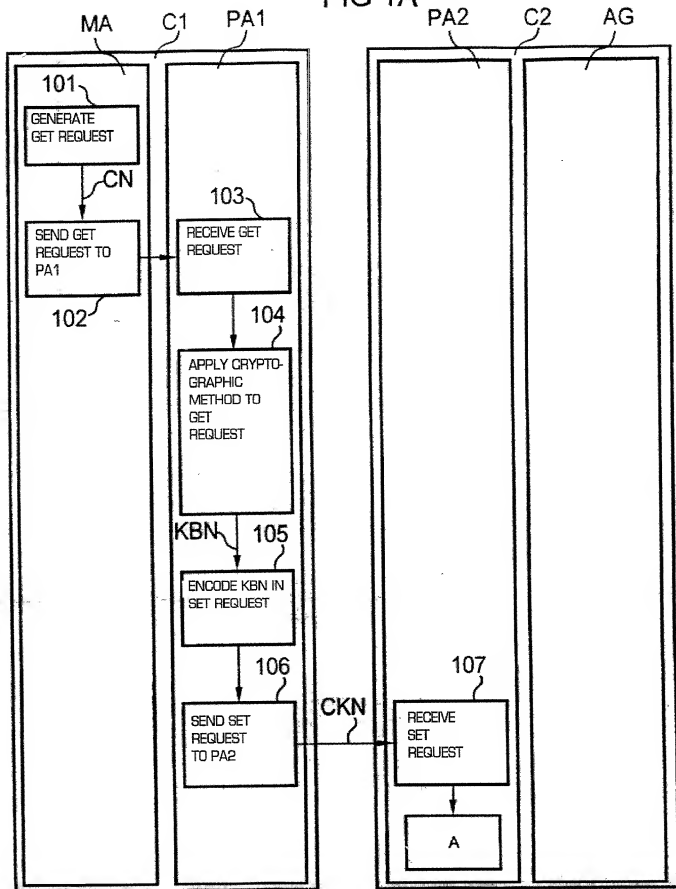 FIG 1A
MA
C1
PA1
PA2
C2
AG
101
GENERATE
GET REQUEST
CN
103
SEND GET
REQUEST TO
PA1
102
RECEIVE GET
REQUEST
104
APPLY CRYPTO-
GRAPHIC
METHOD TO
GET
REQUEST
KBN
105
ENCODE KBN IN
SET REQUEST
106
SEND SET
REQUEST
TO PA2
CKN
107
RECEIVE
SET
REQUEST
A